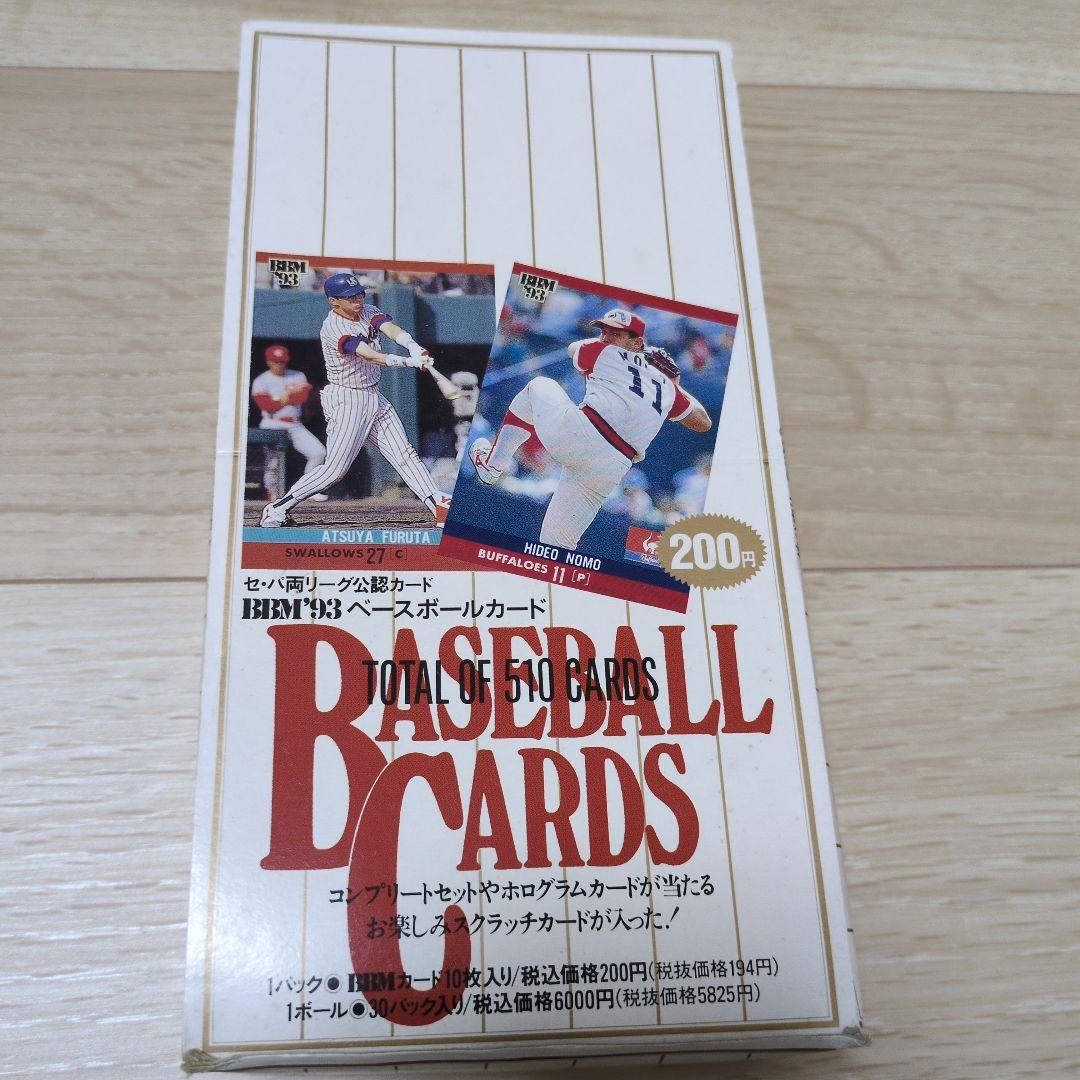 BBM
'93
ATSUYA FURUTA
SWALLOWS 27 [C]
BBM
'93
11
HIDEO NOMO
BUFFALOES 11 [P]
200円
セ・パ両リーグ公認カード
BBM'93 ベースボールカード
BASEBALL
TOTAL OF 510 CARDS
CARDS
コンプリートセットやホログラムカードが当たる
お楽しみスクラッチカードが入った!
1パック●BBMカード10枚入り/税込価格200円(税抜価格194円)
1ボール◉30パック入り/税込価格6000円(税抜価格5825円)